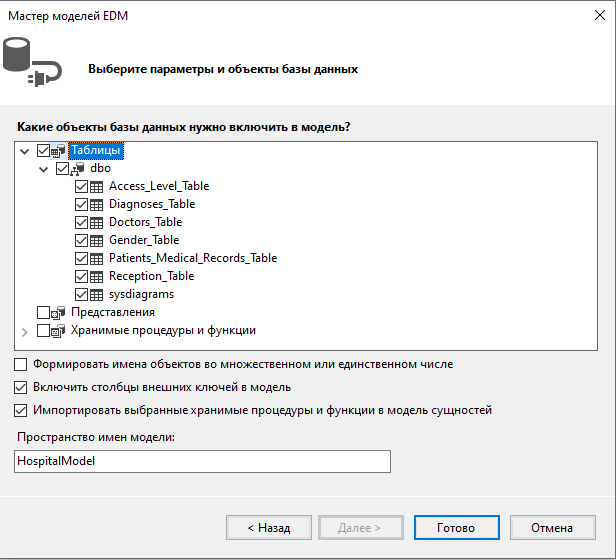 Мастер моделей EDM
Выберите параметры и объекты базы данных
Какие объекты базы данных нужно включить в модель?
Таблицы
dbo
Access_Level_Table
Diagnoses_Table
Doctors_Table
Gender_Table
Patients_Medical_Records_Table
Reception_Table
sysdiagrams
Представления
Хранимые процедуры и функции
Формировать имена объектов во множественном или единственном числе
Включить столбцы внешних ключей в модель
Импортировать выбранные хранимые процедуры и функции в модель сущностей
Пространство имен модели:
HospitalModel
< Назад
Далее >
Готово
Отмена